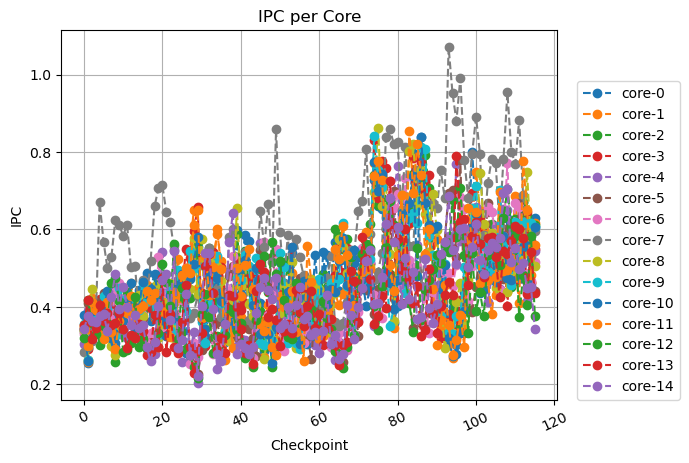 IPC per Core
IPC
1.0
0.8
0.6
0.4
0.2
0
20
40
60
80
100
120
Checkpoint
core-0
core-1
core-2
core-3
core-4
core-5
core-6
core-7
core-8
core-9
core-10
core-11
core-12
core-13
core-14